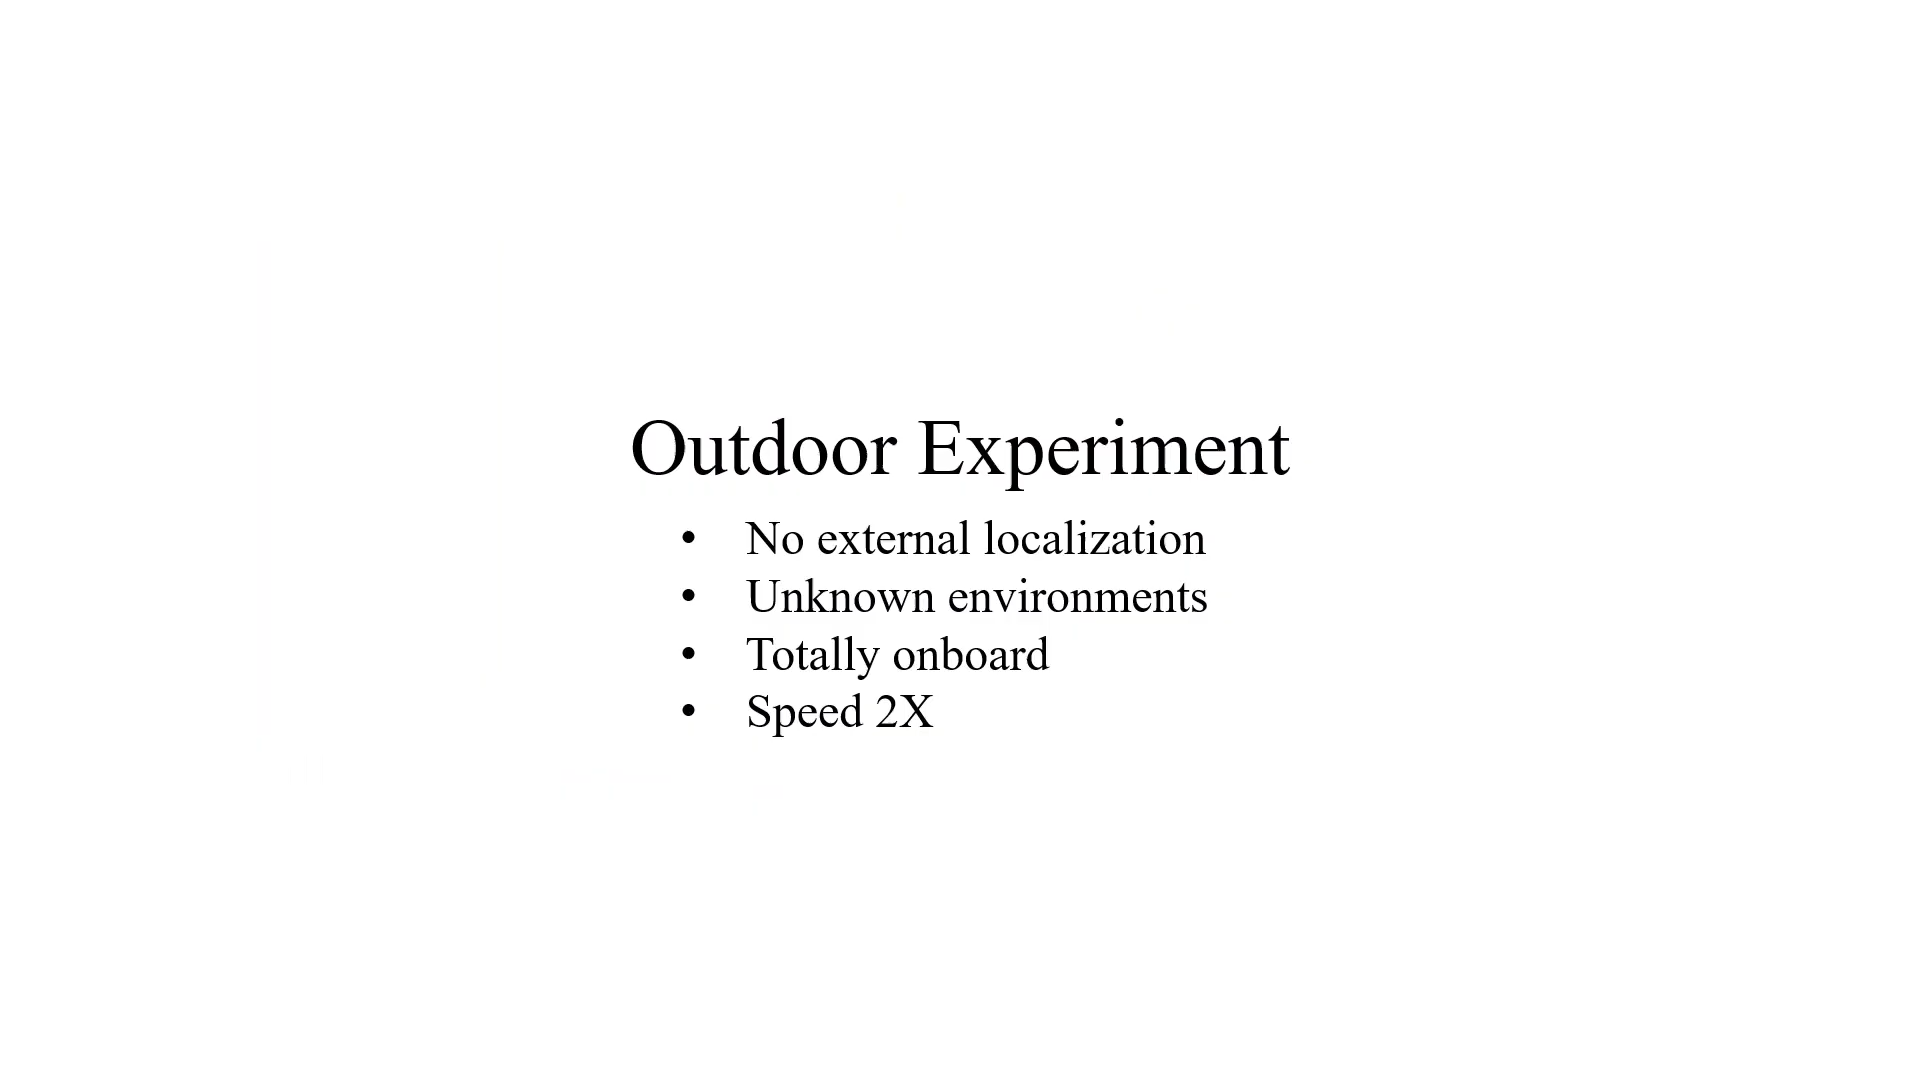 Outdoor Experiment
• No external localization
• Unknown environments
• Totally onboard
• Speed 2X